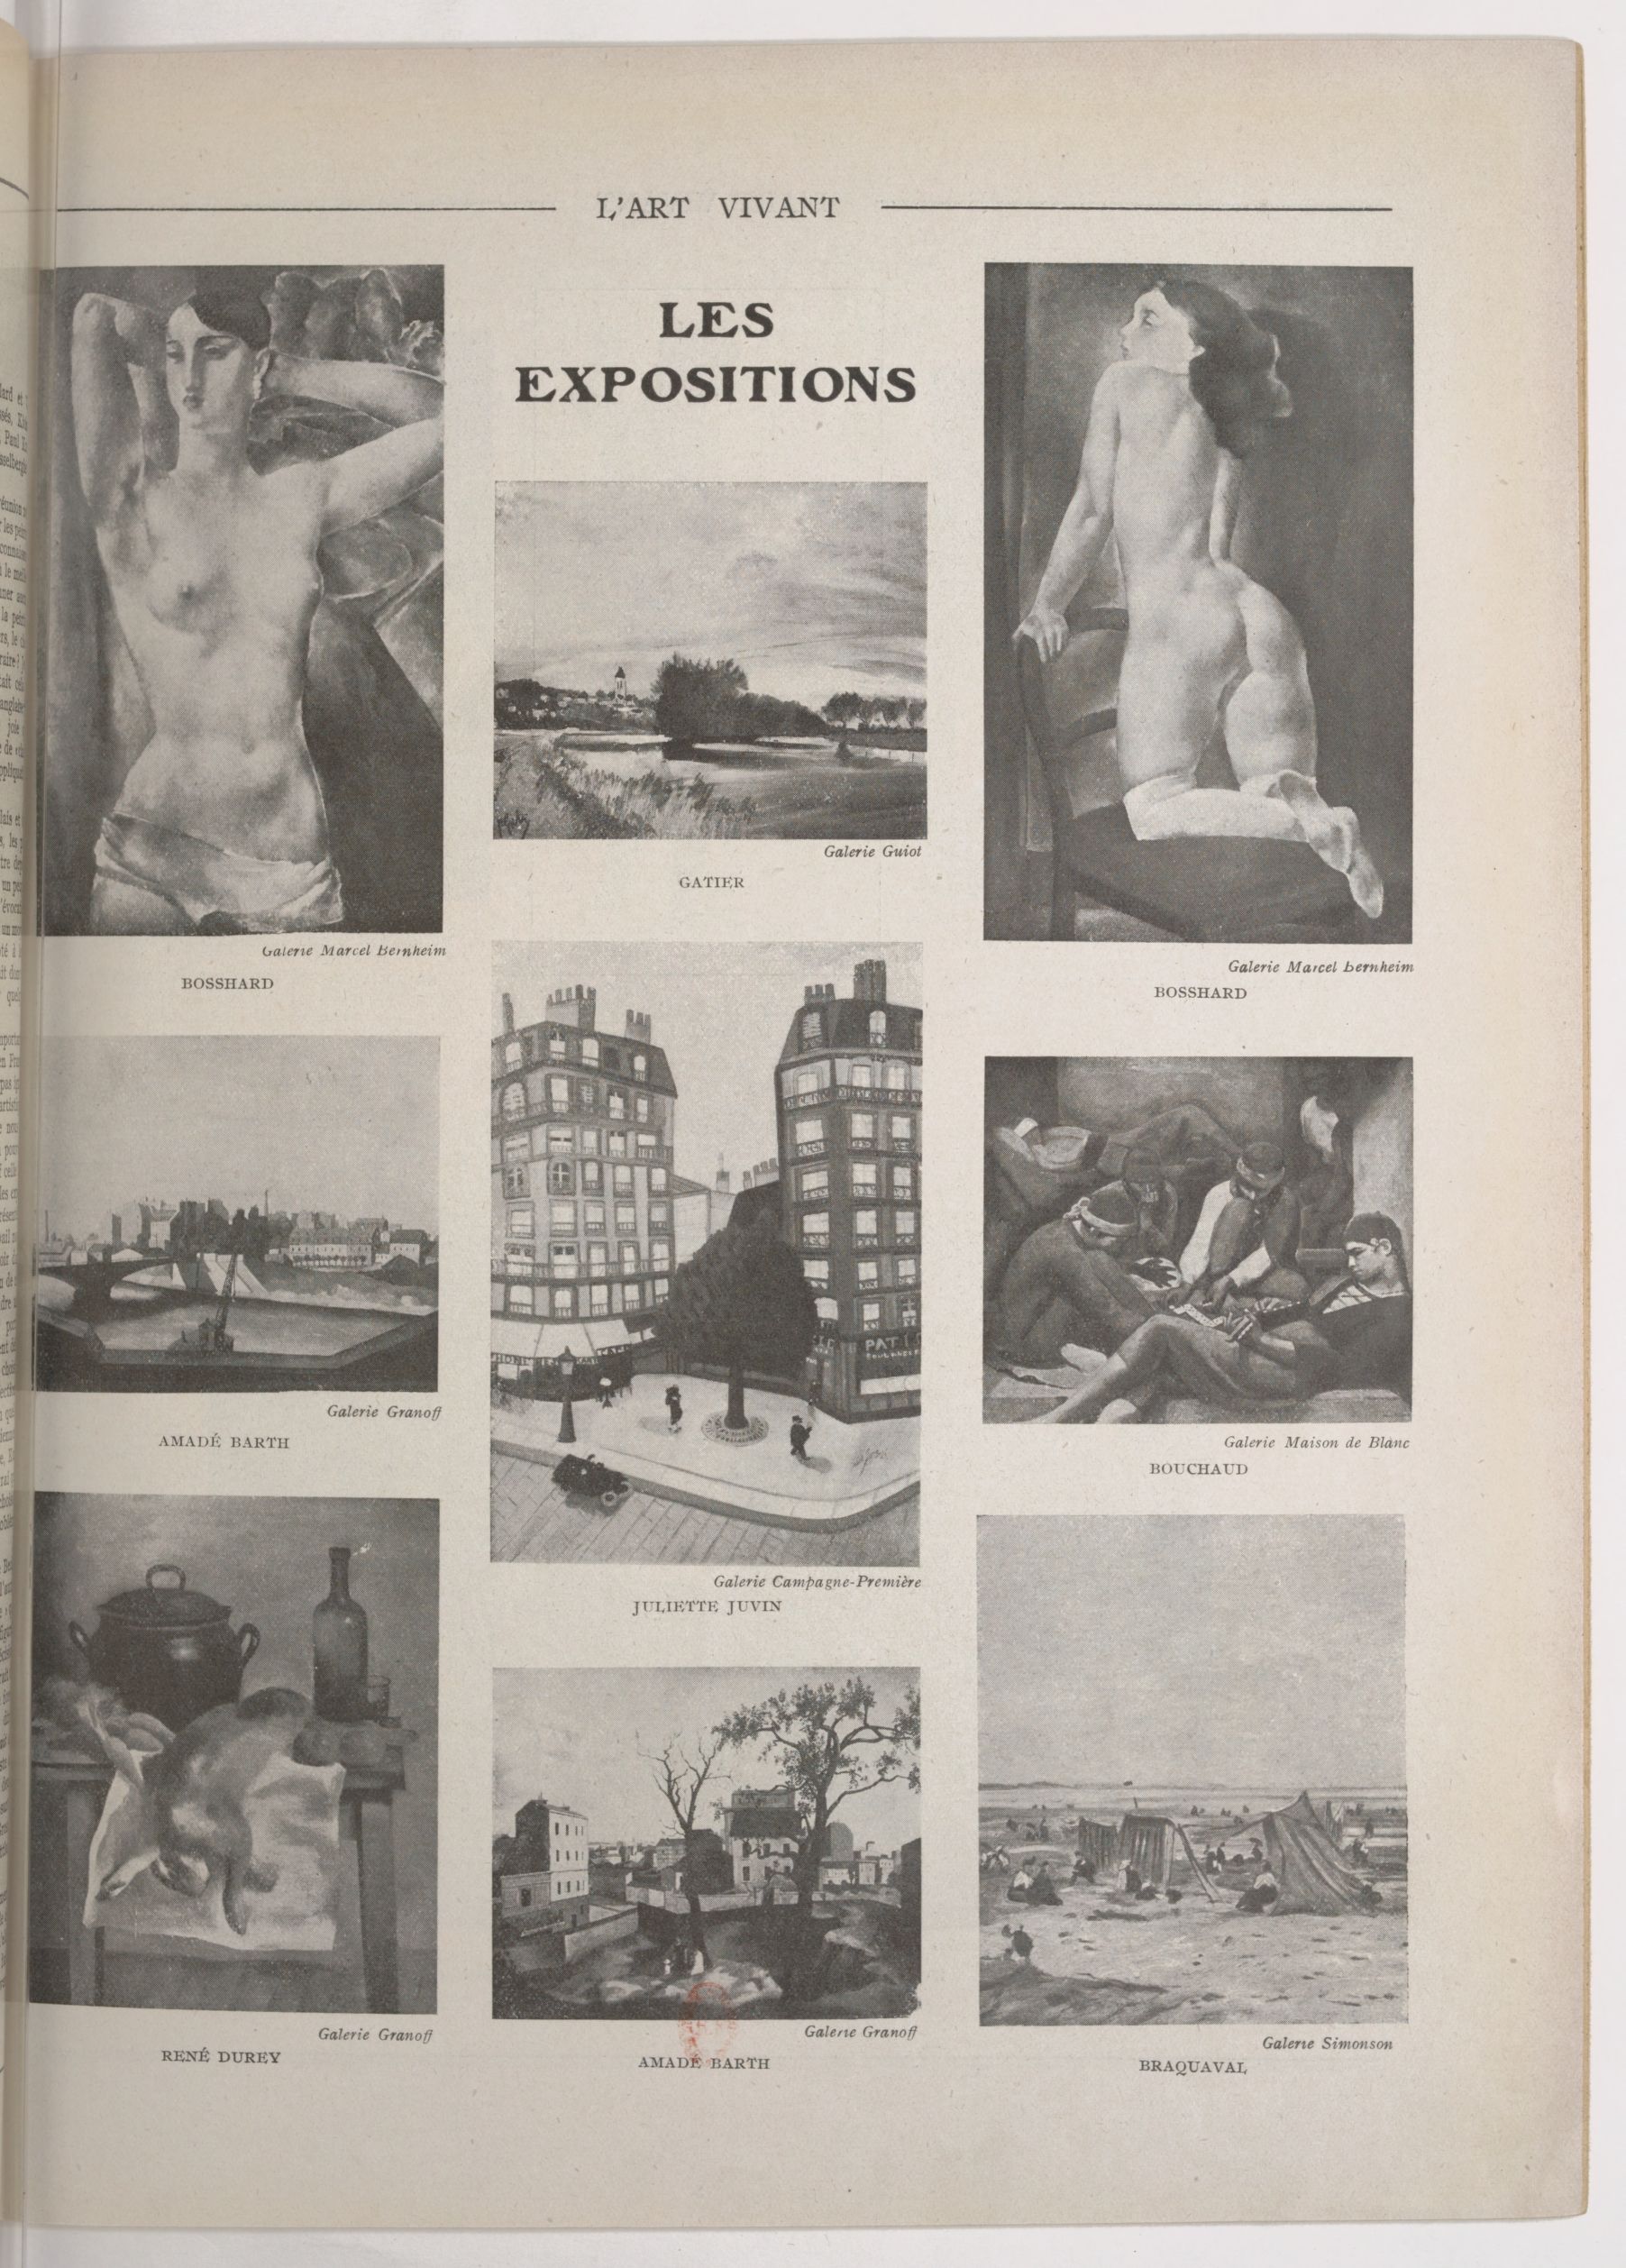 L'ART VIVANT
LES
EXPOSITIONS
Galerie Marcel Bernheim
BOSSHARD
Galerie Granoff
AMADÉ BARTH
Galerie Granoff
RENÉ DUREY
Galerie Guiot
GATIER
PAT
Galerie Campagne-Première
JULIETTE JUVIN
Galerie Granoff
AMADÉ BARTH
Galerie Marcel Bernheim
BOSSHARD
Galerie Maison de Blanc
BOUCHAUD
Galerie Simonson
BRAQUAVAL